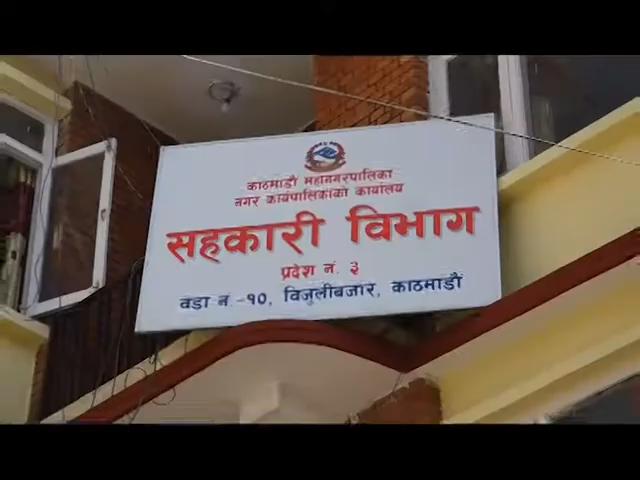 काठमाडौं महानगरपालिका
नगर कार्यपालिकाको कार्यालय
सहकारी विभाग
प्रदेश नं. ३
वडा नं.-१०, विजुलीबजार, काठमाडौं